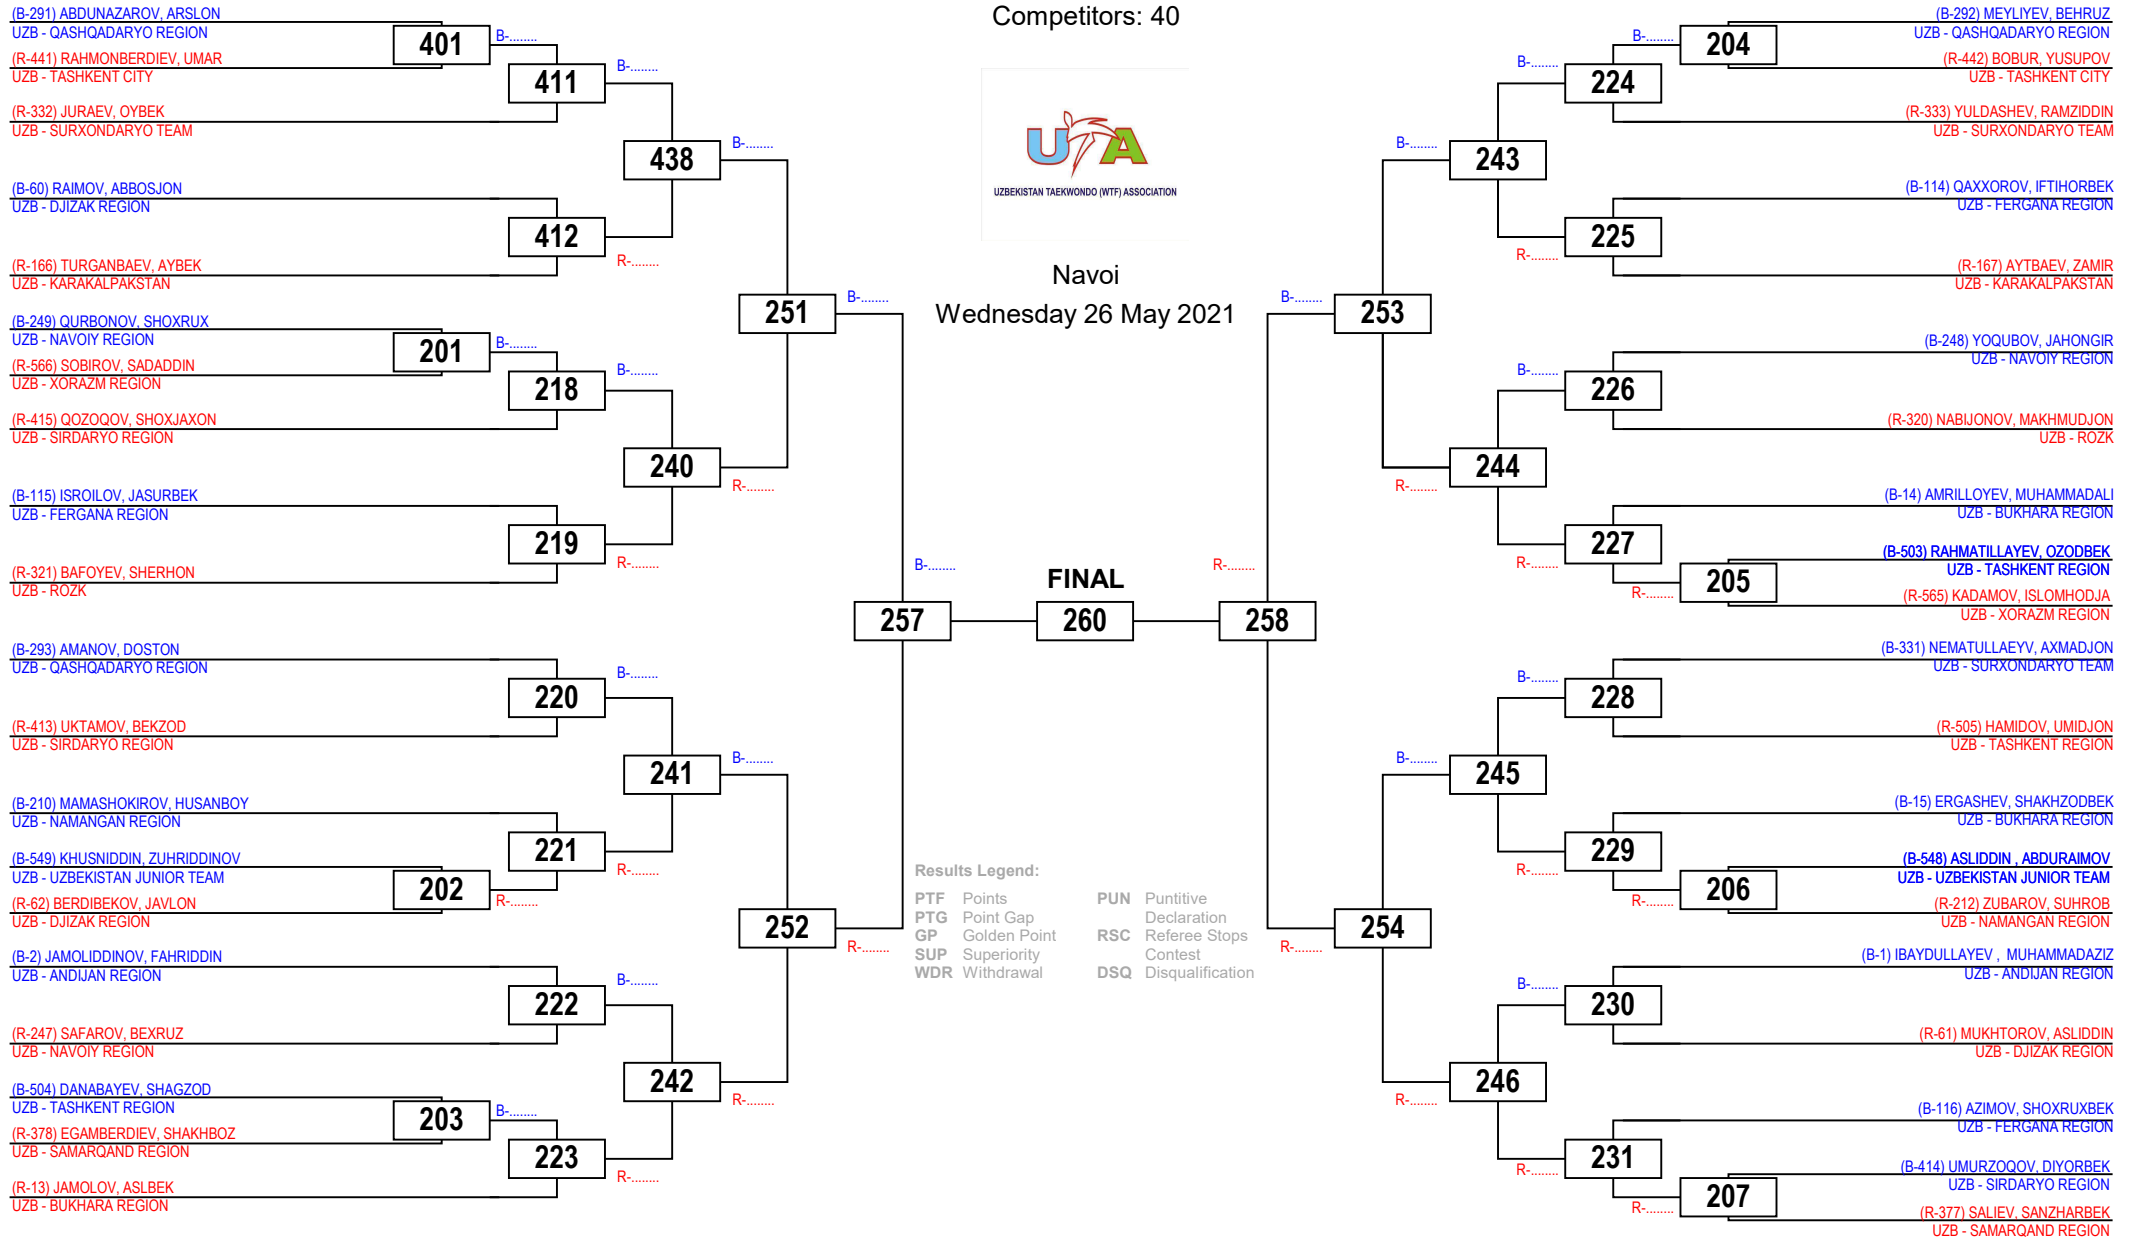 Competitors: 40
UTA
UZBEKISTAN TAEKWONDO (WTF) ASSOCIATION
Navoi
Wednesday 26 May 2021
(B-291) ABDUNAZAROV, ARSLON
UZB - QASHQADARYO REGION
401
B-........
(R-441) RAHMONBERDIEV, UMAR
UZB - TASHKENT CITY
411
B-........
(R-332) JURAEV, OYBEK
UZB - SURXONDARYO TEAM
438
B-........
(B-60) RAIMOV, ABBOSJON
UZB - DJIZAK REGION
412
R-........
(R-166) TURGANBAEV, AYBEK
UZB - KARAKALPAKSTAN
251
B-........
(B-249) QURBONOV, SHOXRUX
UZB - NAVOIY REGION
201
B-........
(R-566) SOBIROV, SADADDIN
UZB - XORAZM REGION
218
B-........
(R-415) QOZOQOV, SHOXJAXON
UZB - SIRDARYO REGION
240
R-........
(B-115) ISROILOV, JASURBEK
UZB - FERGANA REGION
219
R-........
(R-321) BAFOYEV, SHERHON
UZB - ROZK
B-........
257
FINAL
260
(B-293) AMANOV, DOSTON
UZB - QASHQADARYO REGION
220
B-........
(R-413) UKTAMOV, BEKZOD
UZB - SIRDARYO REGION
241
B-........
(B-210) MAMASHOKIROV, HUSANBOY
UZB - NAMANGAN REGION
221
R-........
(B-549) KHUSNIDDIN, ZUHRIDDINOV
UZB - UZBEKISTAN JUNIOR TEAM
202
R-........
(R-62) BERDIBEKOV, JAVLON
UZB - DJIZAK REGION
252
R-........
(B-2) JAMOLIDDINOV, FAHRIDDIN
UZB - ANDIJAN REGION
222
B-........
(R-247) SAFAROV, BEXRUZ
UZB - NAVOIY REGION
242
R-........
(B-504) DANABAYEV, SHAGZOD
UZB - TASHKENT REGION
203
B-........
(R-378) EGAMBERDIEV, SHAKHBOZ
UZB - SAMARQAND REGION
223
R-........
(R-13) JAMOLOV, ASLBEK
UZB - BUKHARA REGION
(B-292) MEYLIYEV, BEHRUZ
UZB - QASHQADARYO REGION
B-........
204
(R-442) BOBUR, YUSUPOV
UZB - TASHKENT CITY
B-........
224
(R-333) YULDASHEV, RAMZIDDIN
UZB - SURXONDARYO TEAM
B-........
243
(B-114) QAXXOROV, IFTIHORBEK
UZB - FERGANA REGION
R-........
225
(R-167) AYTBAEV, ZAMIR
UZB - KARAKALPAKSTAN
B-........
253
(B-248) YOQUBOV, JAHONGIR
UZB - NAVOIY REGION
B-........
226
(R-320) NABIJONOV, MAKHMUDJON
UZB - ROZK
R-........
244
(B-14) AMRILLOYEV, MUHAMMADALI
UZB - BUKHARA REGION
R-........
227
(B-503) RAHMATILLAYEV, OZODBEK
UZB - TASHKENT REGION
R-........
205
(R-565) KADAMOV, ISLOMHODJA
UZB - XORAZM REGION
R-........
258
(B-331) NEMATULLAEYV, AXMADJON
UZB - SURXONDARYO TEAM
B-........
228
(R-505) HAMIDOV, UMIDJON
UZB - TASHKENT REGION
B-........
245
(B-15) ERGASHEV, SHAKHZODBEK
UZB - BUKHARA REGION
R-........
229
(B-548) ASLIDDIN , ABDURAIMOV
UZB - UZBEKISTAN JUNIOR TEAM
R-........
206
(R-212) ZUBAROV, SUHROB
UZB - NAMANGAN REGION
R-........
254
(B-1) IBAYDULLAYEV , MUHAMMADAZIZ
UZB - ANDIJAN REGION
B-........
230
(R-61) MUKHTOROV, ASLIDDIN
UZB - DJIZAK REGION
R-........
246
(B-116) AZIMOV, SHOXRUXBEK
UZB - FERGANA REGION
R-........
231
(B-414) UMURZOQOV, DIYORBEK
UZB - SIRDARYO REGION
R-........
207
(R-377) SALIEV, SANZHARBEK
UZB - SAMARQAND REGION
Results Legend:
PTF Points
PTG Point Gap
GP Golden Point
SUP Superiority
WDR Withdrawal
PUN Puntitive
Declaration
RSC Referee Stops
Contest
DSQ Disqualification